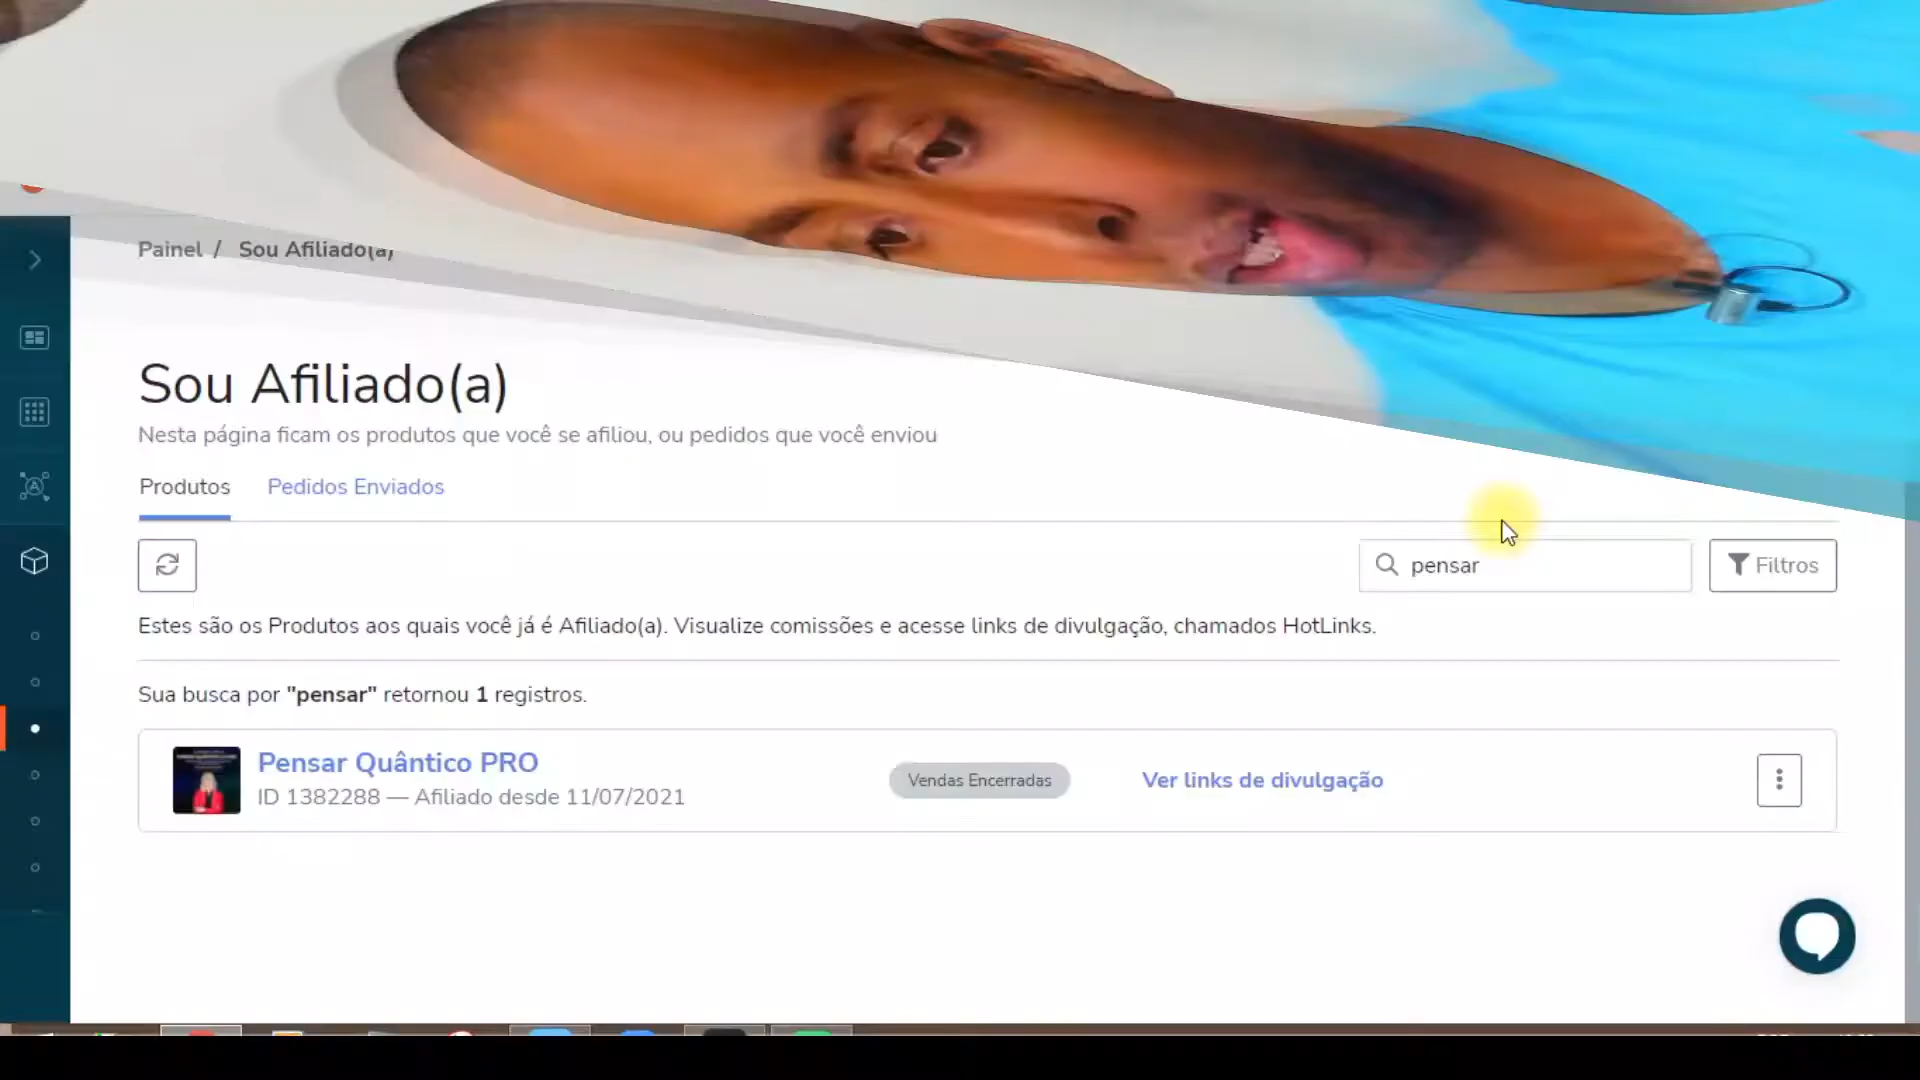 Painel / Sou Afiliado(a)
Sou Afiliado(a)
Nesta página ficam os produtos que você se afiliou, ou pedidos que você enviou
Produtos Pedidos Enviados
pensar Filtros
Estes são os Produtos aos quais você já é Afiliado(a). Visualize comissões e acesse links de divulgação, chamados HotLinks.
Sua busca por "pensar" retornou 1 registros.
Pensar Quântico PRO
ID 1382288 — Afiliado desde 11/07/2021
Vendas Encerradas
Ver links de divulgação